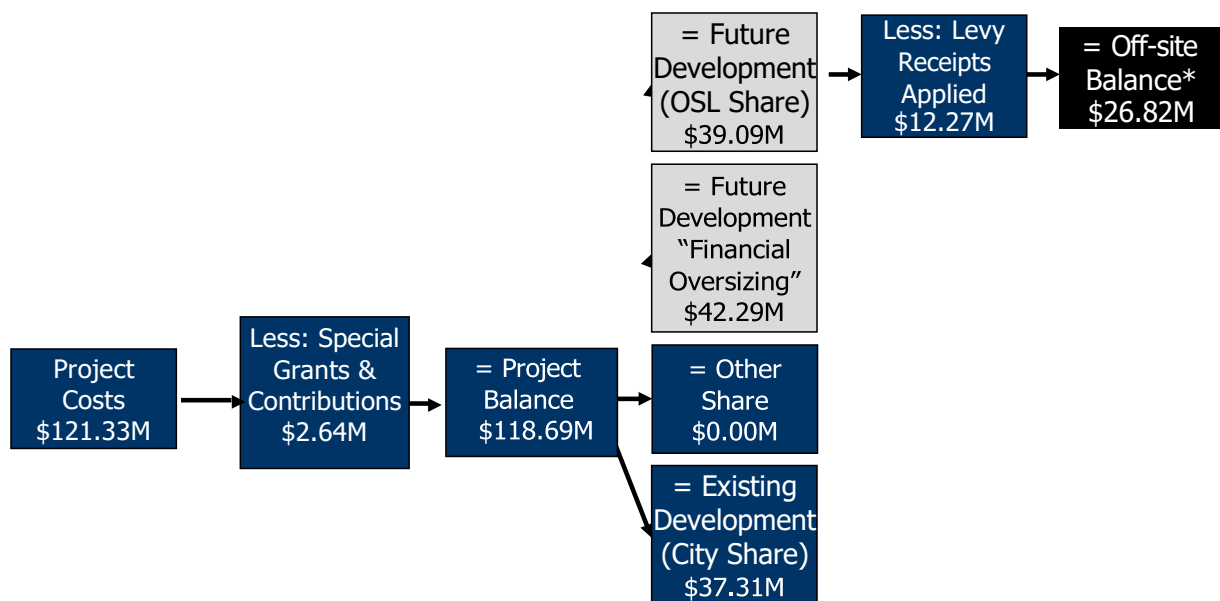 = Future
Development
(OSL Share)
$39.09M
Less: Levy
Receipts
Applied
$12.27M
= Off-site
Balance*
$26.82M
= Future
Development
“Financial
Oversizing”
$42.29M
Project
Costs
$121.33M
Less: Special
Grants &
Contributions
$2.64M
= Project
Balance
$118.69M
= Other
Share
$0.00M
= Existing
Development
(City Share)
$37.31M